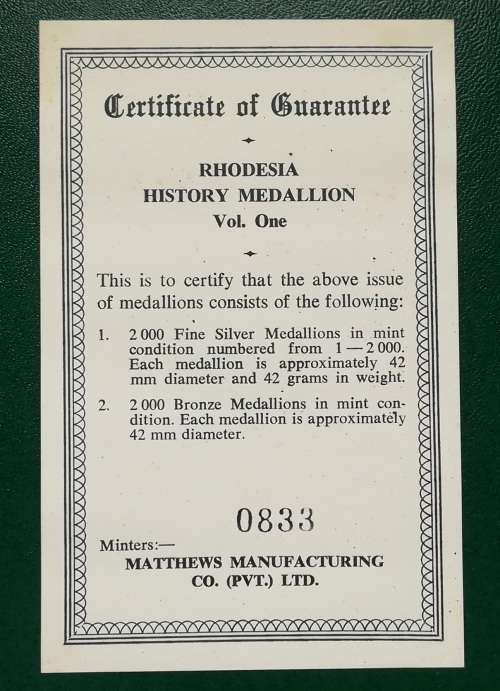 Certificate of Guarantee
RHODESIA
HISTORY MEDALLION
Vol. One
This is to certify that the above issue
of medallions consists of the following:
1. 2 000 Fine Silver Medallions in mint
condition numbered from 1—2 000.
Each medallion is approximately 42
mm diameter and 42 grams in weight.
2. 2 000 Bronze Medallions in mint con-
dition. Each medallion is approximately
42 mm diameter.
0833
Minters:—
MATTHEWS MANUFACTURING
CO. (PVT.) LTD.